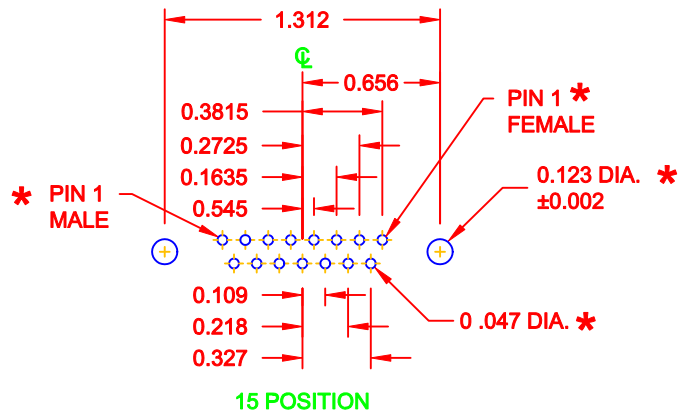 1.312
℄
0.656
0.3815
PIN 1 *
FEMALE
0.2725
0.1635
0.123 DIA. *
±0.002
* PIN 1
MALE
0.545
0.109
0 .047 DIA. *
0.218
0.327
15 POSITION